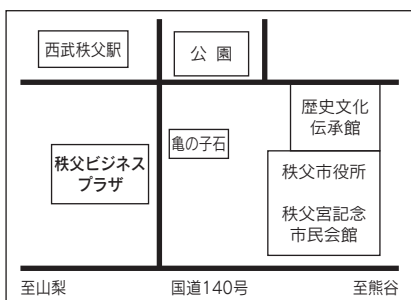 西武秩父駅
公 園
歴史文化
伝承館
亀の子石
秩父ビジネス
プラザ
秩父市役所
秩父宮記念
市民会館
至山梨
国道140号
至熊谷